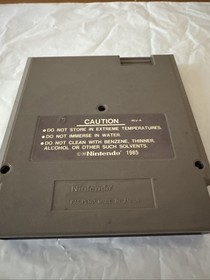 CAUTION
• DO NOT STORE IN EXTREME TEMPERATURES.
• DO NOT IMMERSE IN WATER.
• DO NOT CLEAN WITH BENZENE, THINNER,
ALCOHOL OR OTHER SUCH SOLVENTS.
©Nintendo 1985
Nintendo